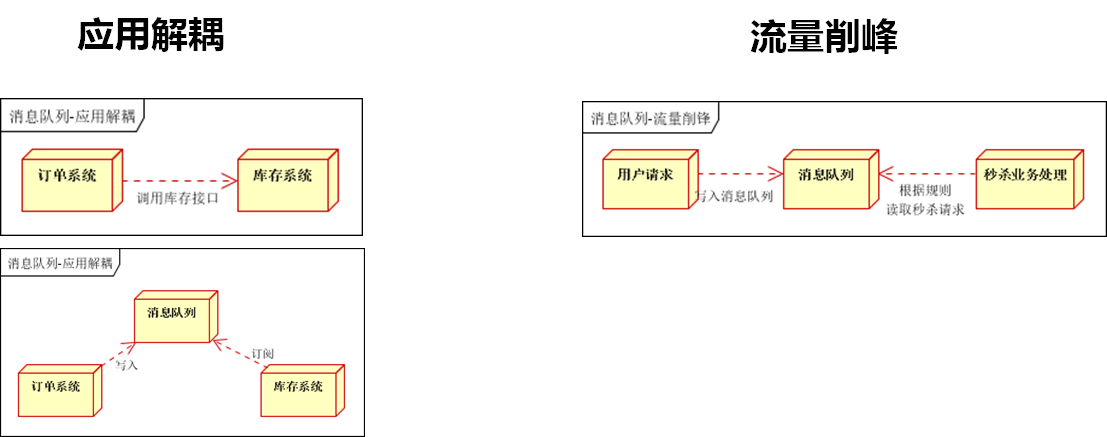 应用解耦
消息队列-应用解耦
订单系统
库存系统
调用库存接口
消息队列-应用解耦
消息队列
写入
订阅
订单系统
库存系统
流量削峰
消息队列-流量削锋
用户请求
消息队列
秒杀业务处理
写入消息队列
根据规则
读取秒杀请求